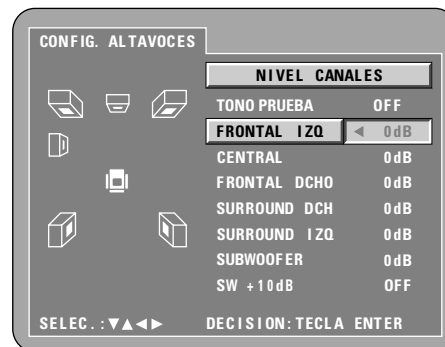 CONFIG. ALTAVOCES
NIVEL CANALES
TONO PRUEBA OFF
FRONTAL IZQ ◄ 0dB
CENTRAL 0dB
FRONTAL DCHO 0dB
SURROUND DCH 0dB
SURROUND IZQ 0dB
SUBWOOFER 0dB
SW +10dB OFF
SELEC.:▼▲◄► DECISION:TECLA ENTER